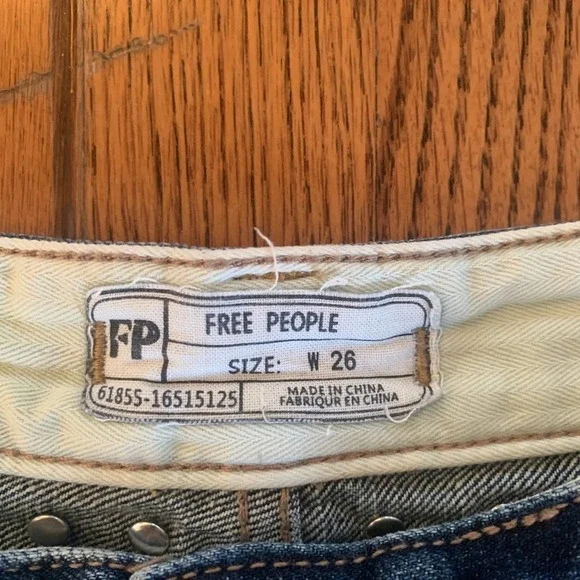 FP
FREE PEOPLE
SIZE: W 26
61855-16515125
MADE IN CHINA
FABRIQUR EN CHINA